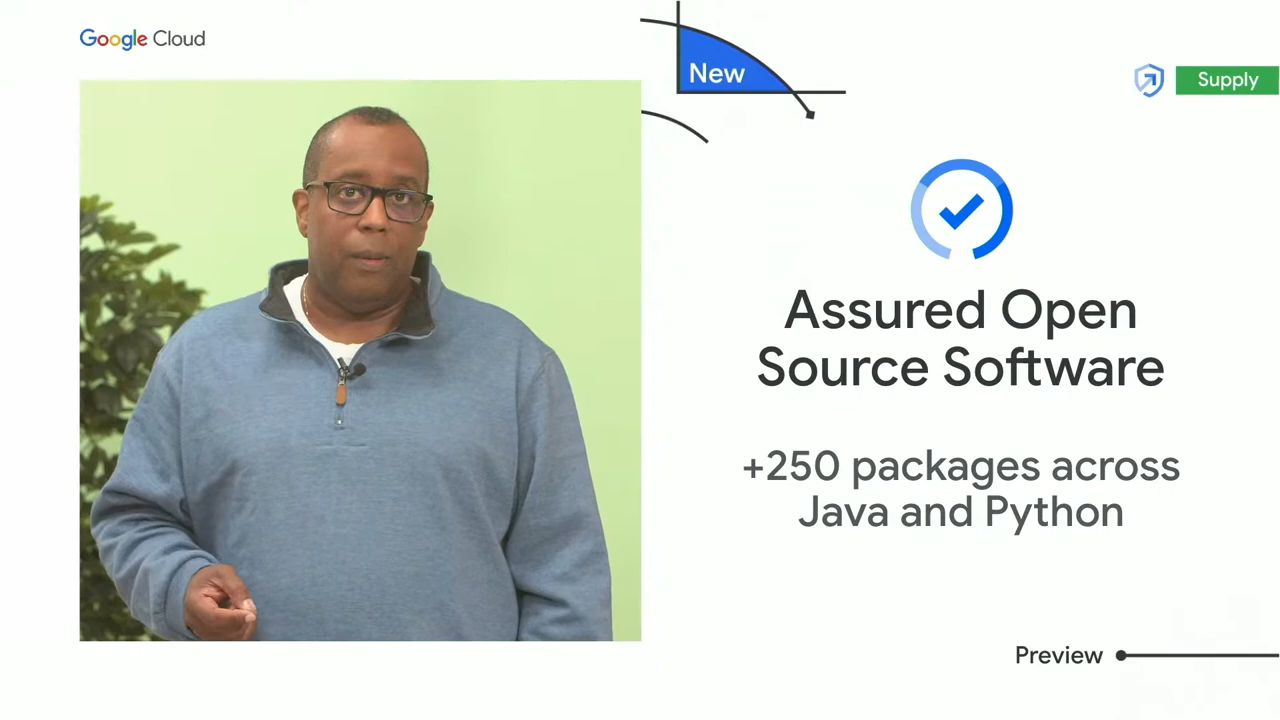 Google Cloud
New
Supply
Assured Open
Source Software
+250 packages across
Java and Python
Preview